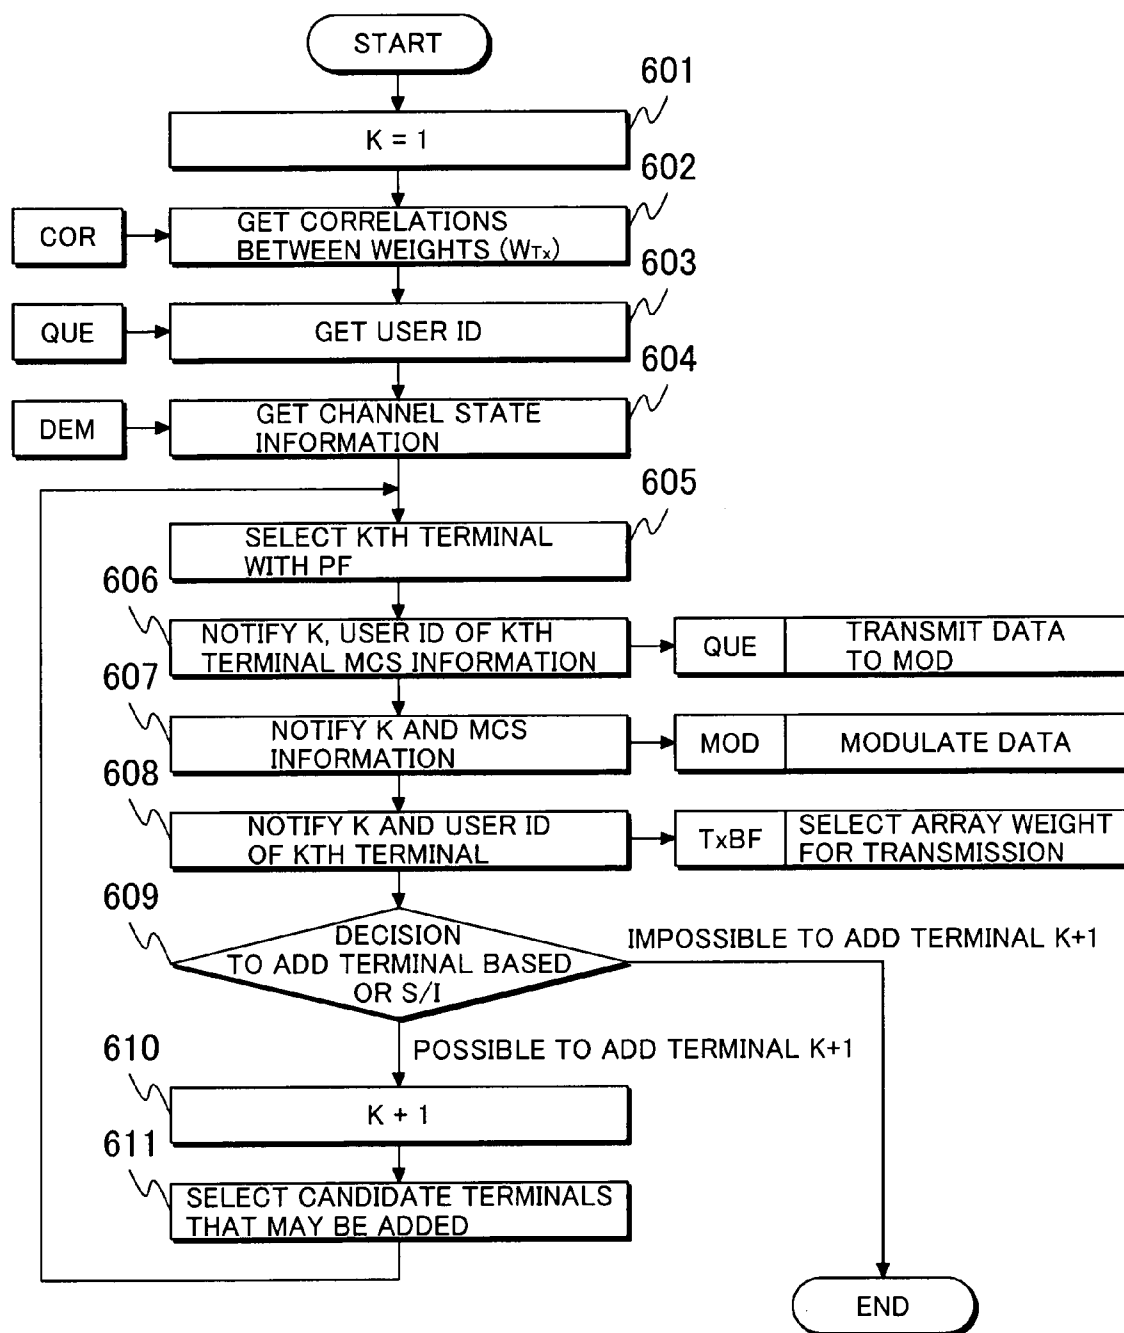 START
601
K = 1
602
COR
GET CORRELATIONS
BETWEEN WEIGHTS (WTx)
603
QUE
GET USER ID
604
DEM
GET CHANNEL STATE
INFORMATION
605
SELECT KTH TERMINAL
WITH PF
606
NOTIFY K, USER ID OF KTH
TERMINAL MCS INFORMATION
QUE
TRANSMIT DATA
TO MOD
607
NOTIFY K AND MCS
INFORMATION
MOD
MODULATE DATA
608
NOTIFY K AND USER ID
OF KTH TERMINAL
TxBF
SELECT ARRAY WEIGHT
FOR TRANSMISSION
609
DECISION
TO ADD TERMINAL BASED
OR S/I
IMPOSSIBLE TO ADD TERMINAL K+1
POSSIBLE TO ADD TERMINAL K+1
610
K + 1
611
SELECT CANDIDATE TERMINALS
THAT MAY BE ADDED
END